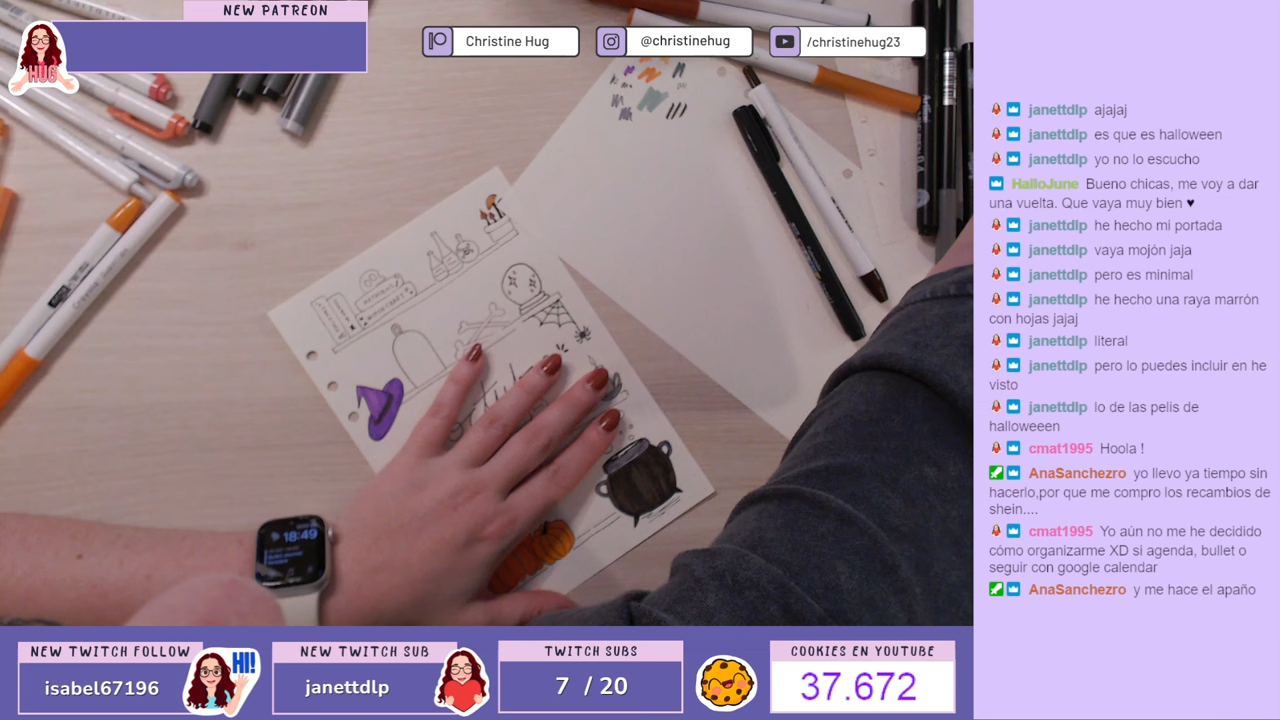 NEW PATREON
HUG
Christine Hug
@christinehug
/christinehug23
18:49
janettdlp ajajaj
janettdlp es que es halloween
janettdlp yo no lo escucho
HalloJune Bueno chicas, me voy a dar
una vuelta. Que vaya muy bien ♥
janettdlp he hecho mi portada
janettdlp vaya mojón jaja
janettdlp pero es minimal
janettdlp he hecho una raya marrón
con hojas jajaj
janettdlp literal
janettdlp pero lo puedes incluir en he
visto
janettdlp lo de las pelis de
halloweeen
cmat1995 Hoola !
AnaSanchezro yo llevo ya tiempo sin
hacerlo,por que me compro los recambios de
shein....
cmat1995 Yo aún no me he decidido
cómo organizarme XD si agenda, bullet o
seguir con google calendar
AnaSanchezro y me hace el apaño
NEW TWITCH FOLLOW
isabel67196
HI!
NEW TWITCH SUB
janettdlp
TWITCH SUBS
7 / 20
COOKIES EN YOUTUBE
37.672